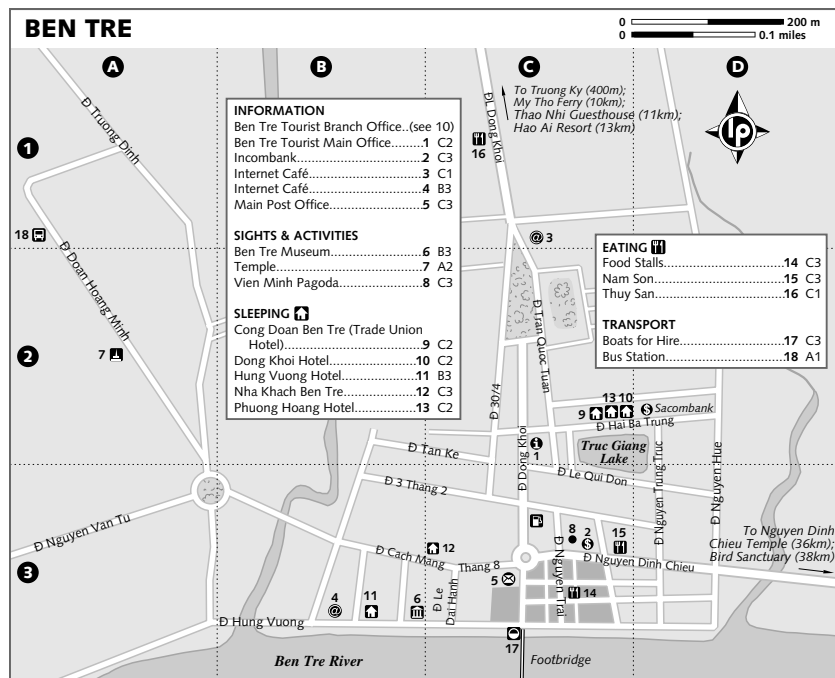 BEN TRE
0 200 m
0 0.1 miles
A
B
C
D
1
2
3
To Truong Ky (400m);
My Tho Ferry (10km);
Thao Nhi Guesthouse (11km);
Hao Ai Resort (13km)
lp
INFORMATION
Ben Tre Tourist Branch Office..(see 10)
Ben Tre Tourist Main Office........1 C2
Incombank................................2 C3
Internet Café............................3 C1
Internet Café............................4 B3
Main Post Office.......................5 C3
SIGHTS & ACTIVITIES
Ben Tre Museum.......................6 B3
Temple.....................................7 A2
Vien Minh Pagoda....................8 C3
SLEEPING
Cong Doan Ben Tre (Trade Union
Hotel)....................................9 C2
Dong Khoi Hotel.....................10 C2
Hung Vuong Hotel..................11 B3
Nha Khach Ben Tre.................12 C3
Phuong Hoang Hotel..............13 C2
EATING
Food Stalls..............................14 C3
Nam Son.................................15 C3
Thuy San.................................16 C1
TRANSPORT
Boats for Hire..........................17 C3
Bus Station..............................18 A1
Đ Truong Dinh
ĐL Dong Khoi
16
@ 3
18
Đ Doan Hoang Minh
7
Đ Tran Quoc Tuan
Đ 30/4
13 10
9
$ Sacombank
Đ Hai Ba Trung
Đ Dong Khoi
i
1
Truc Giang
Lake
Đ Tan Ke
Đ Le Qui Don
Đ 3 Thang 2
Đ Nguyen Trung Truc
Đ Nguyen Hue
Đ Nguyen Van Tu
8
2
$
15
To Nguyen Dinh
Chieu Temple (36km);
Bird Sanctuary (38km)
12
Đ Cach Mang Thang 8
Đ Nguyen Dinh Chieu
Đ Nguyen Trai
5
14
4
@
11
6
Đ Le
Dai Hanh
Đ Hung Vuong
17
Ben Tre River
Footbridge